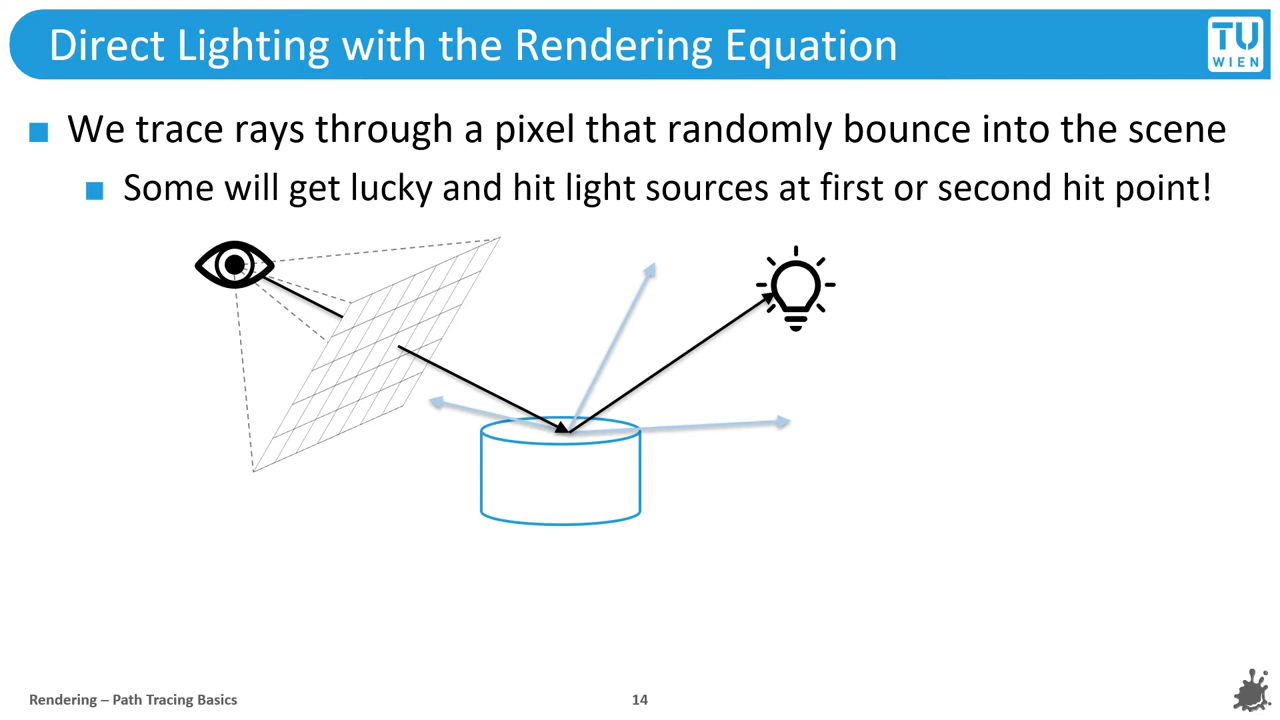 Direct Lighting with the Rendering Equation
TU
WIEN
We trace rays through a pixel that randomly bounce into the scene
Some will get lucky and hit light sources at first or second hit point!
Rendering – Path Tracing Basics
14